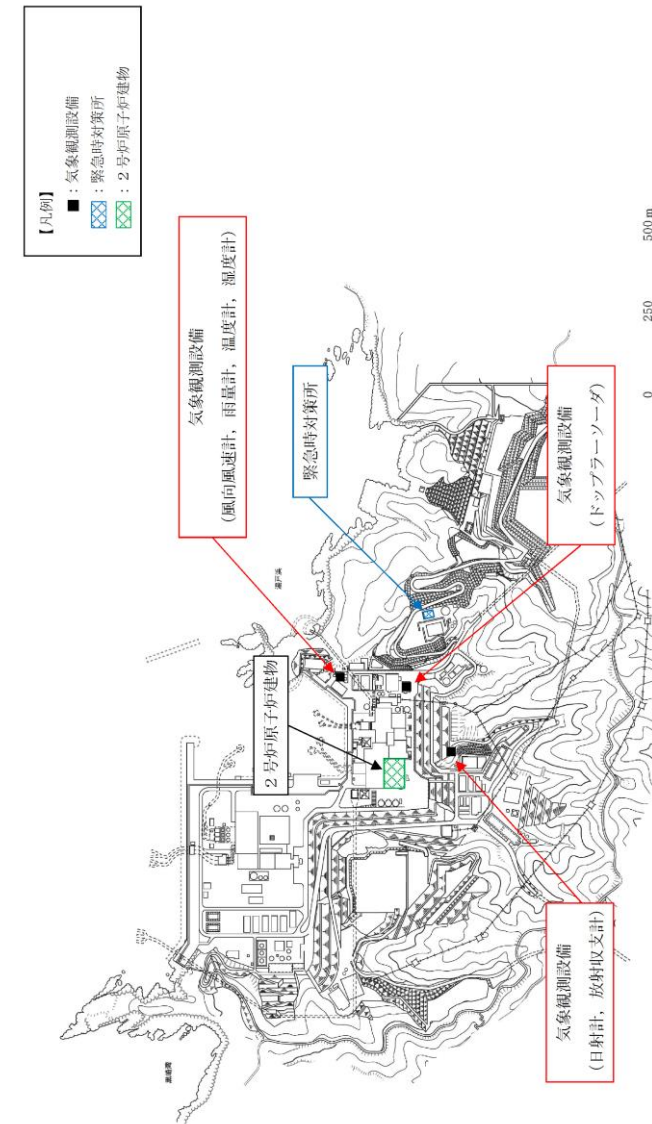 【凡例】
■：気象観測設備
：緊急時対策所
：２号炉原子炉建物
気象観測設備
（風向風速計，雨量計，温度計，湿度計）
緊急時対策所
気象観測設備
（ドップラーソーダ）
２号炉原子炉建物
気象観測設備
（日射計，放射収支計）
0
250
500 m